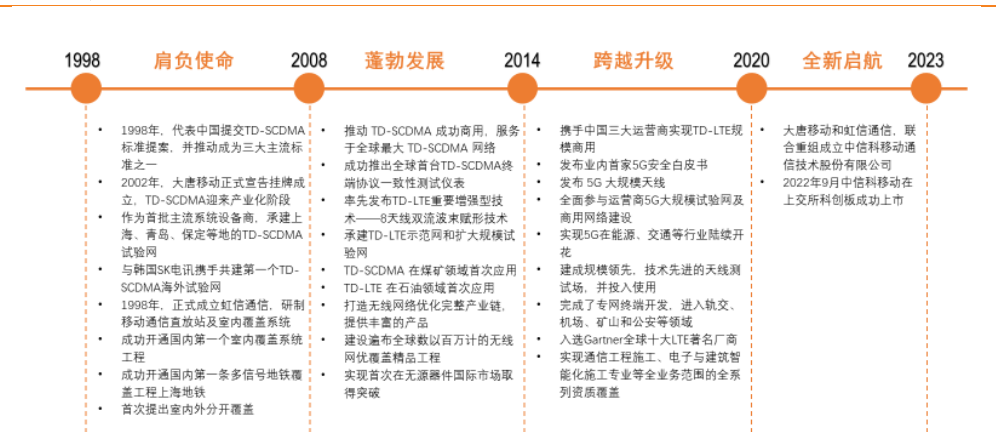 1998 肩负使命 2008 蓬勃发展 2014 跨越升级 2020 全新启航 2023
• 1998年，代表中国提交TD-SCDMA
标准提案，并推动成为三大主流标
准之一
• 2002年，大唐移动正式宣告挂牌成
立，TD-SCDMA迎来产业化阶段
• 作为首批主流系统设备商，承建上
海、青岛、保定等地的TD-SCDMA
试验网
• 与韩国SK电讯携手共建第一个TD-
SCDMA海外试验网
• 1998年，正式成立虹信通信，研制
移动通信直放站及室内覆盖系统
• 成功开通国内第一个室内覆盖系统
工程
• 成功开通国内第一条多信号地铁覆
盖工程上海地铁
• 首次提出室内外分开覆盖
• 推动 TD-SCDMA 成功商用，服务
于全球最大 TD-SCDMA 网络
• 成功推出全球首台TD-SCDMA终
端协议一致性测试仪表
• 率先发布TD-LTE重要增强型技
术——8天线双流波束赋形技术
• 承建TD-LTE示范网和扩大规模试
验网
• TD-SCDMA 在煤矿领域首次应用
• TD-LTE 在石油领域首次应用
• 打造无线网络优化完整产业链，
提供丰富的产品
• 建设遍布全球数以百万计的无线
网优覆盖精品工程
• 实现首次在无源器件国际市场取
得突破
• 携手中国三大运营商实现TD-LTE规
模商用
• 发布业内首家5G安全白皮书
• 发布 5G 大规模天线
• 全面参与运营商5G大规模试验网及
商用网络建设
• 实现5G在能源、交通等行业陆续开
花
• 建成规模领先，技术先进的天线测
试场，并投入使用
• 完成了专网终端开发，进入轨交、
机场、矿山和公安等领域
• 入选Gartner全球十大LTE著名厂商
• 实现通信工程施工、电子与建筑智
能化施工专业等全业务范围的全系
列资质覆盖
• 大唐移动和虹信通信，联
合重组成立中信科移动通
信技术股份有限公司
• 2022年9月中信科移动在
上交所科创板成功上市